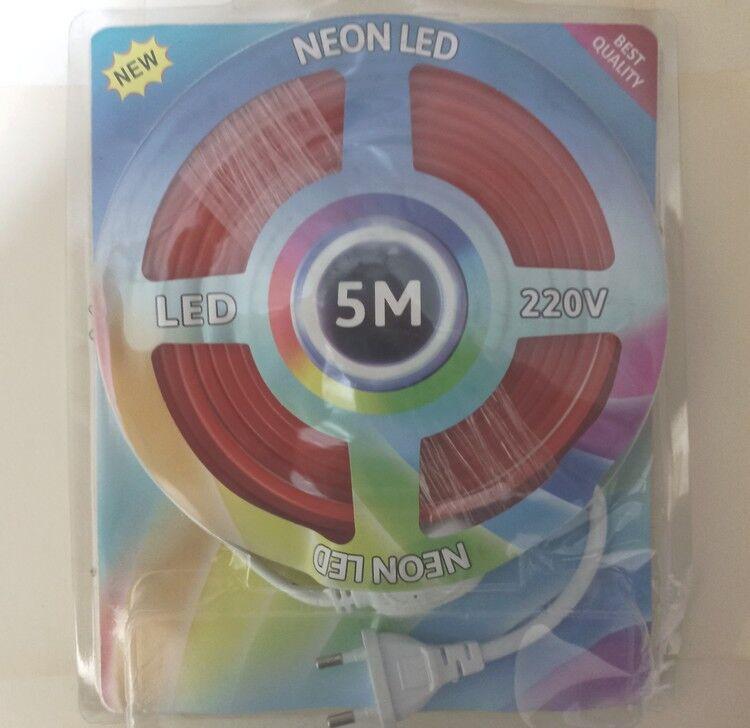 NEON LED
NEW
BEST
QUALITY
LED
5M
220V
NEON LED